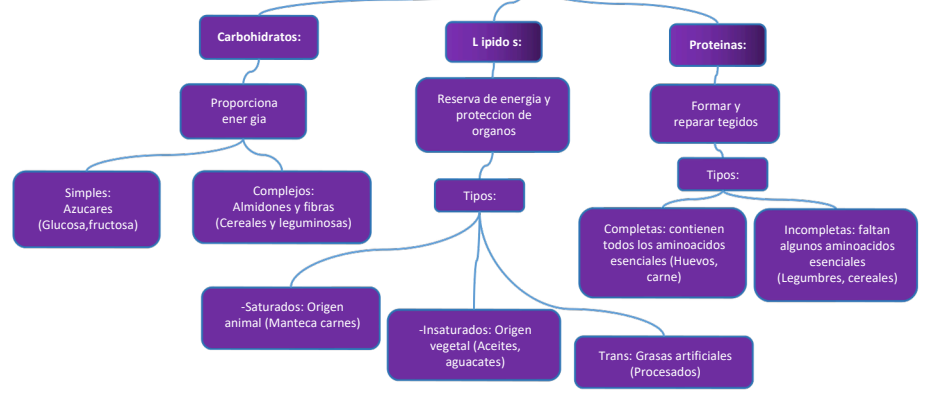 Carbohidratos:
L ipido s:
Proteinas:
Proporciona
ener gia
Reserva de energia y
proteccion de
organos
Formar y
reparar tegidos
Simples:
Azucares
(Glucosa,fructosa)
Complejos:
Almidones y fibras
(Cereales y leguminosas)
Tipos:
Tipos:
Completas: contienen
todos los aminoacidos
esenciales (Huevos,
carne)
Incompletas: faltan
algunos aminoacidos
esenciales
(Legumbres, cereales)
-Saturados: Origen
animal (Manteca carnes)
-Insaturados: Origen
vegetal (Aceites,
aguacates)
Trans: Grasas artificiales
(Procesados)